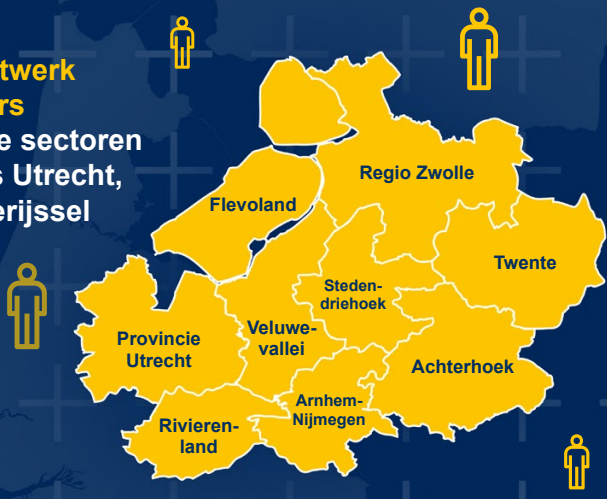 twerk
rs
e sectoren
s Utrecht,
erijssel
Regio Zwolle
Flevoland
Twente
Steden-
driehoek
Veluwe-
vallei
Provincie
Utrecht
Achterhoek
Arnhem-
Nijmegen
Rivieren-
land